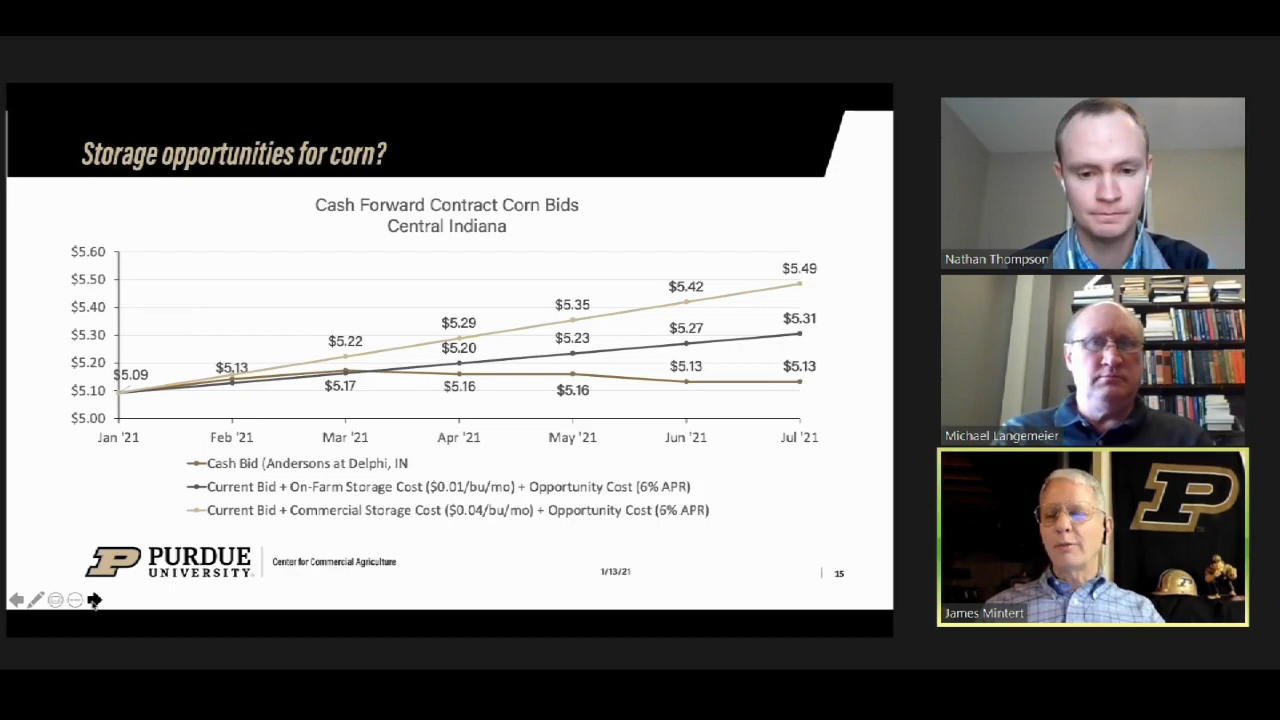 Storage opportunities for corn?
Cash Forward Contract Corn Bids
Central Indiana
$5.60
$5.50
$5.40
$5.30
$5.20
$5.10
$5.00
$5.09
$5.13
$5.22
$5.17
$5.29
$5.20
$5.16
$5.35
$5.23
$5.16
$5.42
$5.27
$5.13
$5.49
$5.31
$5.13
Jan '21 Feb '21 Mar '21 Apr '21 May '21 Jun '21 Jul '21
Cash Bid (Andersons at Delphi, IN
Current Bid + On-Farm Storage Cost ($0.01/bu/mo) + Opportunity Cost (6% APR)
Current Bid + Commercial Storage Cost ($0.04/bu/mo) + Opportunity Cost (6% APR)
P PURDUE
UNIVERSITY
Center for Commercial Agriculture
1/13/21
15
Nathan Thompson
Michael Langemeier
P
James Mintert